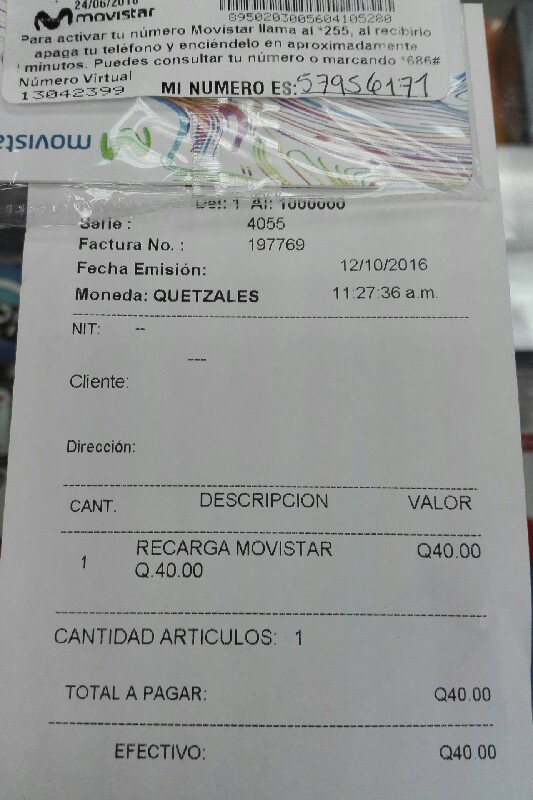 24/06/2016
movistar
8950203005604105280
Para activar tu número Movistar llama al *255, al recibirlo
apaga tu teléfono y enciéndelo en aproximadamente
minutos. Puedes consultar tu número o marcando *686#
Número Virtual
13042399 MI NUMERO ES: 57956171
movistar
Del: 1 Al: 1000000
Serie : 4055
Factura No. : 197769
Fecha Emisión: 12/10/2016
Moneda: QUETZALES 11:27:36 a.m.
NIT: --
---
Cliente:
Dirección:
CANT. DESCRIPCION VALOR
1 RECARGA MOVISTAR Q40.00
Q.40.00
CANTIDAD ARTICULOS: 1
TOTAL A PAGAR: Q40.00
EFECTIVO: Q40.00